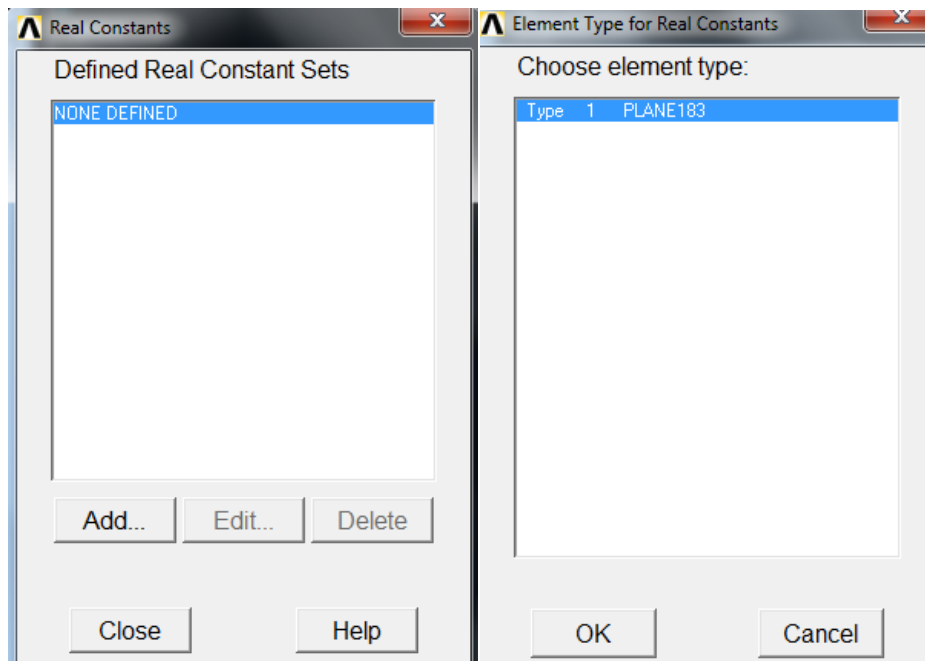 Real Constants
Defined Real Constant Sets
NONE DEFINED
Add... Edit... Delete
Close Help
Element Type for Real Constants
Choose element type:
Type 1 PLANE183
OK Cancel